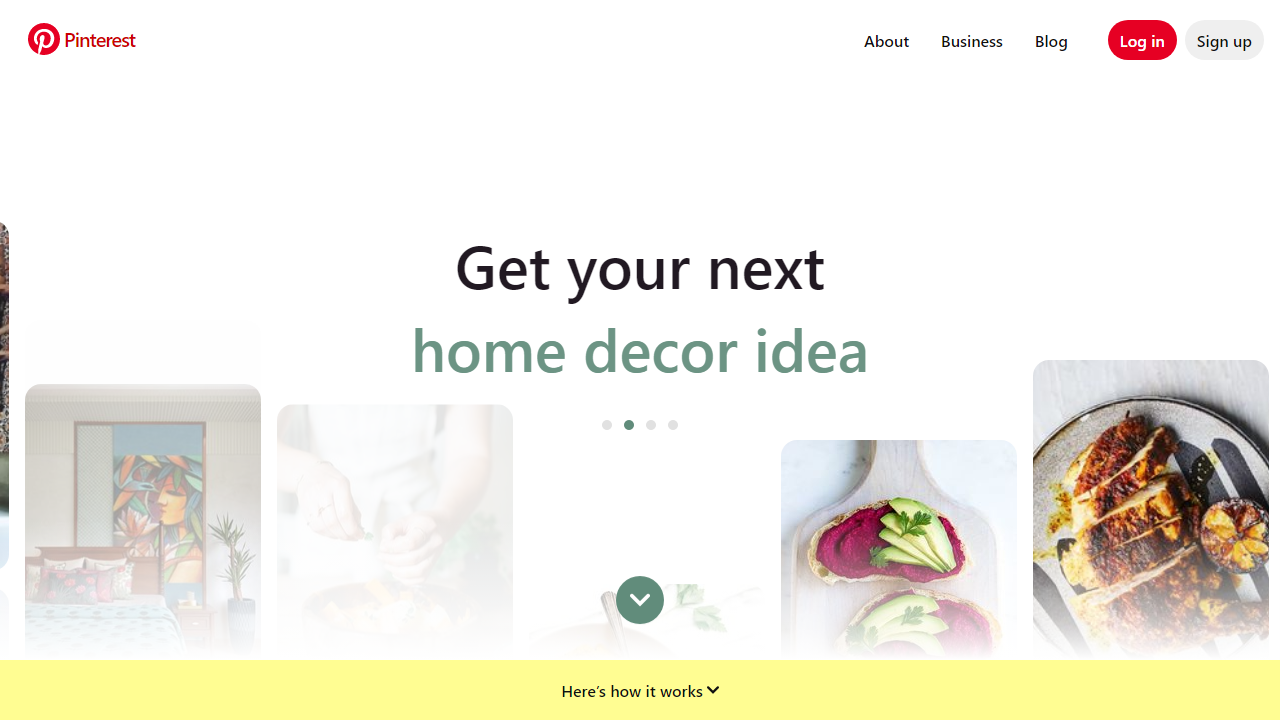 Pinterest
About
Business
Blog
Log in
Sign up
Get your next
home decor idea
Here's how it works